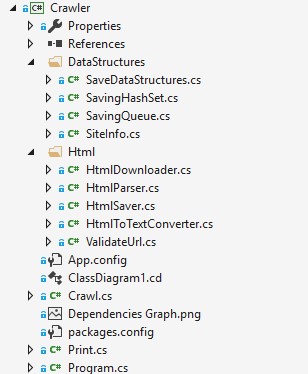 C# Crawler
Properties
References
DataStructures
C# SaveDataStructures.cs
C# SavingHashSet.cs
C# SavingQueue.cs
C# SiteInfo.cs
Html
C# HtmlDownloader.cs
C# HtmlParser.cs
C# HtmlSaver.cs
C# HtmlToTextConverter.cs
C# ValidateUrl.cs
App.config
ClassDiagram1.cd
C# Crawl.cs
Dependencies Graph.png
packages.config
C# Print.cs
C# Program.cs